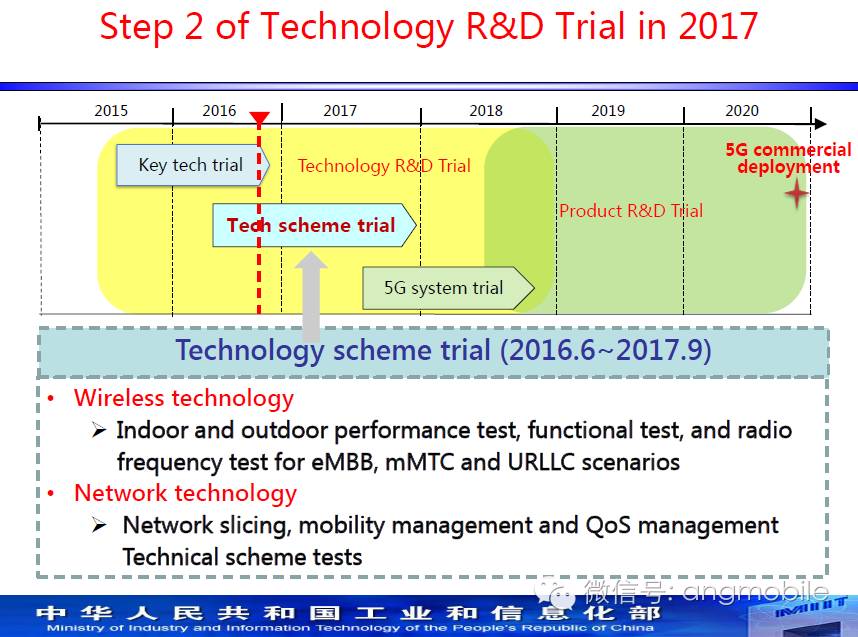 Step 2 of Technology R&D Trial in 2017
2015 2016 2017 2018 2019 2020
5G commercial
deployment
Key tech trial
Technology R&D Trial
Product R&D Trial
Tech scheme trial
5G system trial
Technology scheme trial (2016.6~2017.9)
• Wireless technology
➢ Indoor and outdoor performance test, functional test, and radio
frequency test for eMBB, mMTC and URLLC scenarios
• Network technology
➢ Network slicing, mobility management and QoS management
Technical scheme tests
微信号: angmobile
中华人民共和国工业和信息化部
Ministry of Industry and Information Technology of the People's Republic of China
MIIT